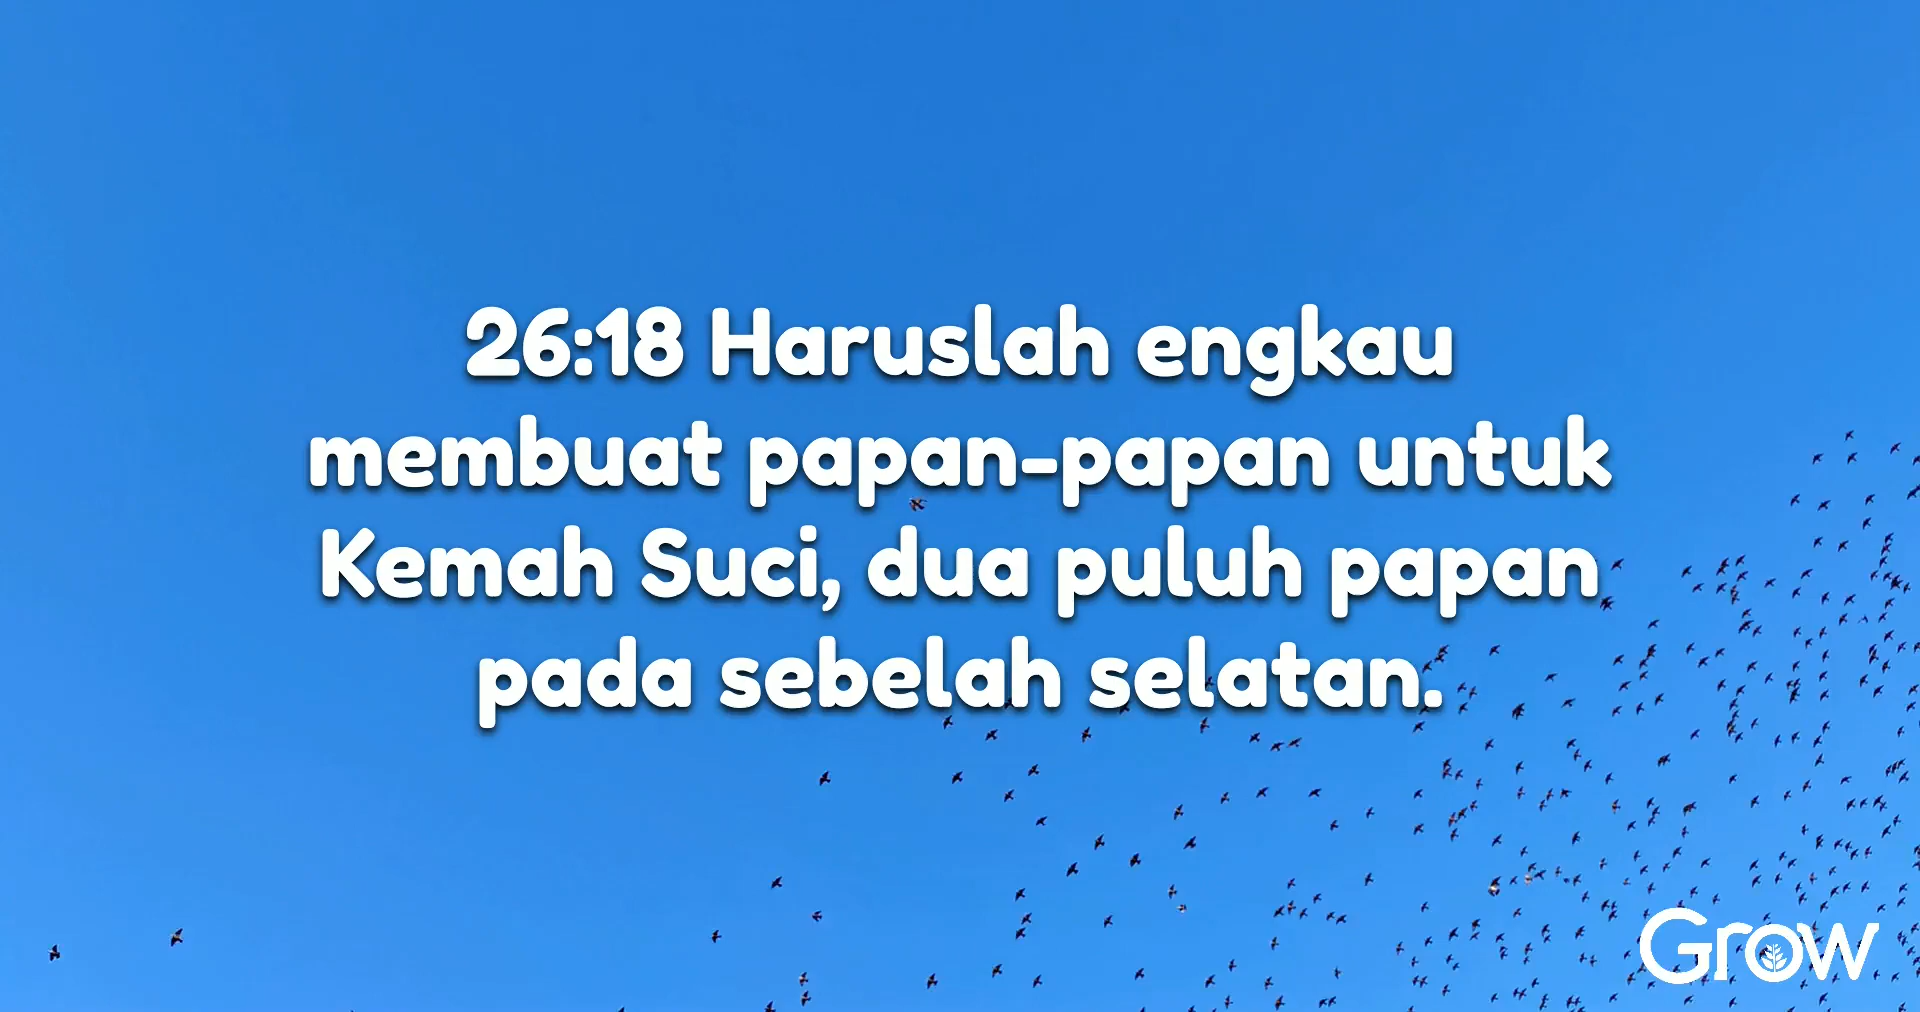 26:18 Haruslah engkau
membuat papan-papan untuk
Kemah Suci, dua puluh papan
pada sebelah selatan.
Grow